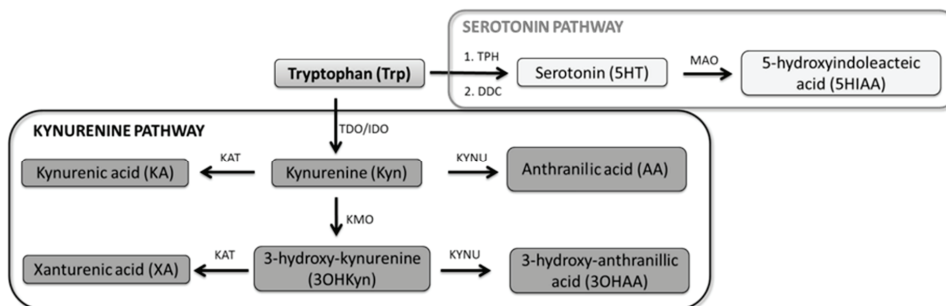 SEROTONIN PATHWAY
1. TPH
Tryptophan (Trp)
Serotonin (5HT)
MAO
5-hydroxyindoleacteic
acid (5HIAA)
2. DDC
KYNURENINE PATHWAY
TDO/IDO
KAT
KYNU
Kynurenic acid (KA)
Kynurenine (Kyn)
Anthranilic acid (AA)
KMO
KAT
3-hydroxy-kynurenine
(3OHKyn)
KYNU
3-hydroxy-anthranillic
acid (3OHAA)
Xanturenic acid (XA)